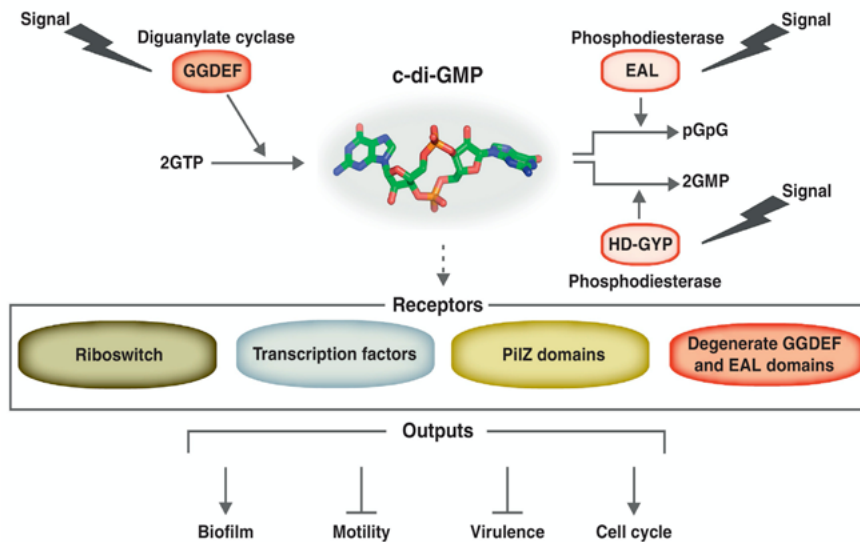 Signal
Diguanylate cyclase
GGDEF
c-di-GMP
Phosphodiesterase
EAL
Signal
2GTP
pGpG
2GMP
Signal
HD-GYP
Phosphodiesterase
Receptors
Riboswitch
Transcription factors
PilZ domains
Degenerate GGDEF
and EAL domains
Outputs
Biofilm
Motility
Virulence
Cell cycle